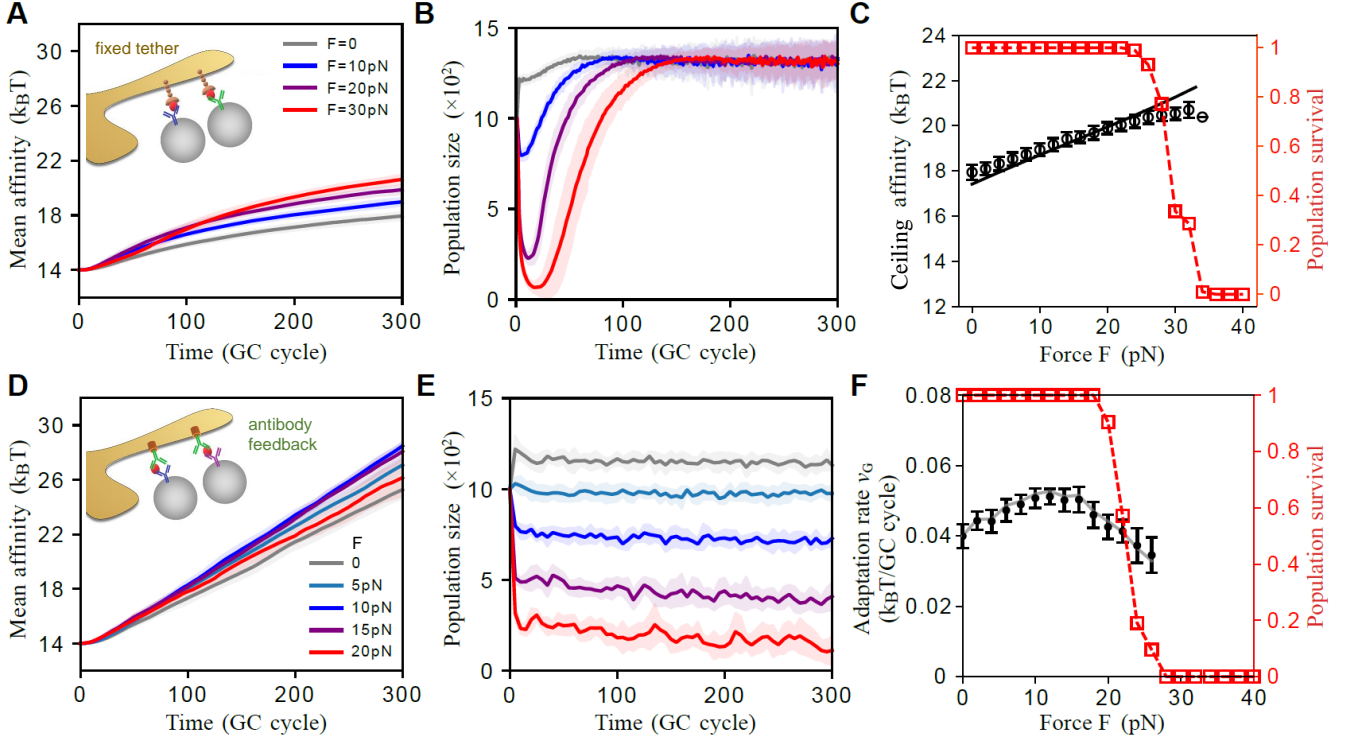 A
Mean affinity (kBT)
30
26
22
18
14
fixed tether
F=0
F=10pN
F=20pN
F=30pN
0
100
200
300
Time (GC cycle)
B
Population size (×10²)
15
10
5
0
0
100
200
300
Time (GC cycle)
C
Ceiling affinity (kBT)
24
22
20
18
16
14
12
1
0.8
0.6
0.4
0.2
0
Population survival
0
10
20
30
40
Force F (pN)
D
Mean affinity (kBT)
30
26
22
18
14
antibody
feedback
F
0
5pN
10pN
15pN
20pN
0
100
200
300
Time (GC cycle)
E
Population size (×10²)
15
10
5
0
0
100
200
300
Time (GC cycle)
F
Adaptation rate vG
(kBT/GC cycle)
0.08
0.06
0.04
0.02
0
1
0.8
0.6
0.4
0.2
0
Population survival
0
10
20
30
40
Force F (pN)